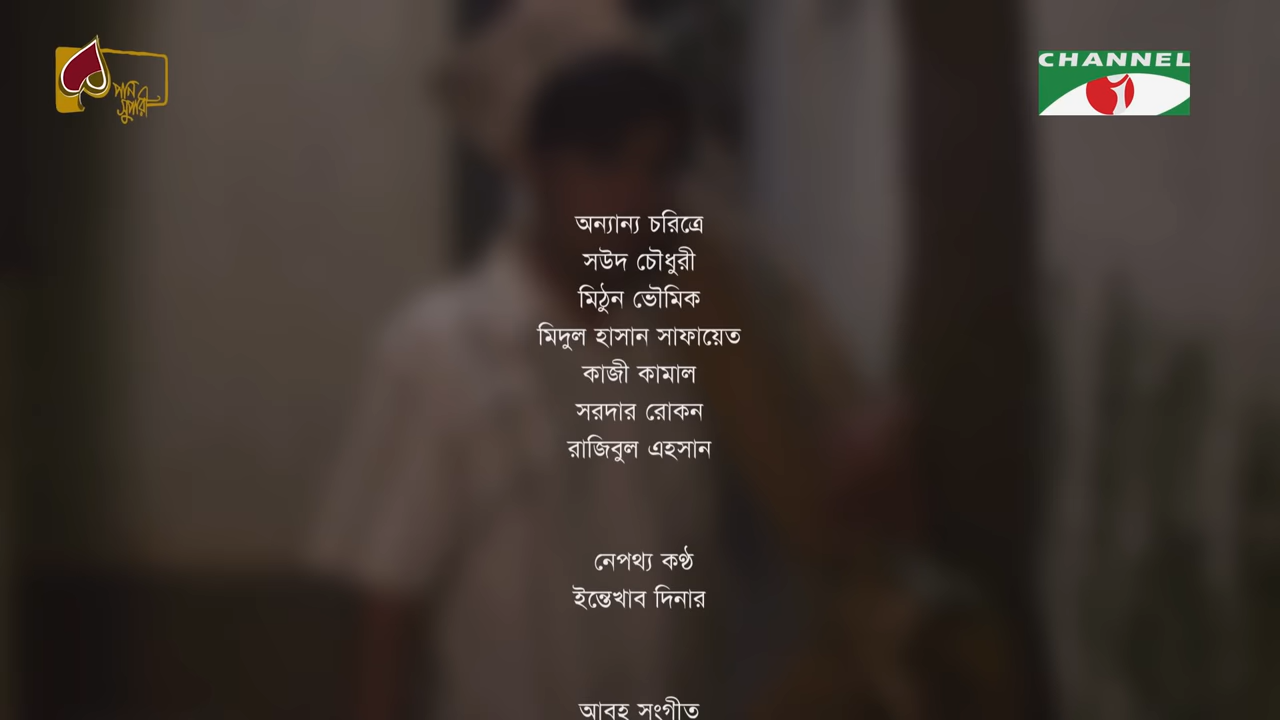 পান
সুপারী
CHANNEL
i
অন্যান্য চরিত্রে
সউদ চৌধুরী
মিঠুন ভৌমিক
মিদুল হাসান সাফায়েত
কাজী কামাল
সরদার রোকন
রাজিবুল এহসান
নেপথ্য কণ্ঠ
ইন্তেখাব দিনার
আবহ সংগীত